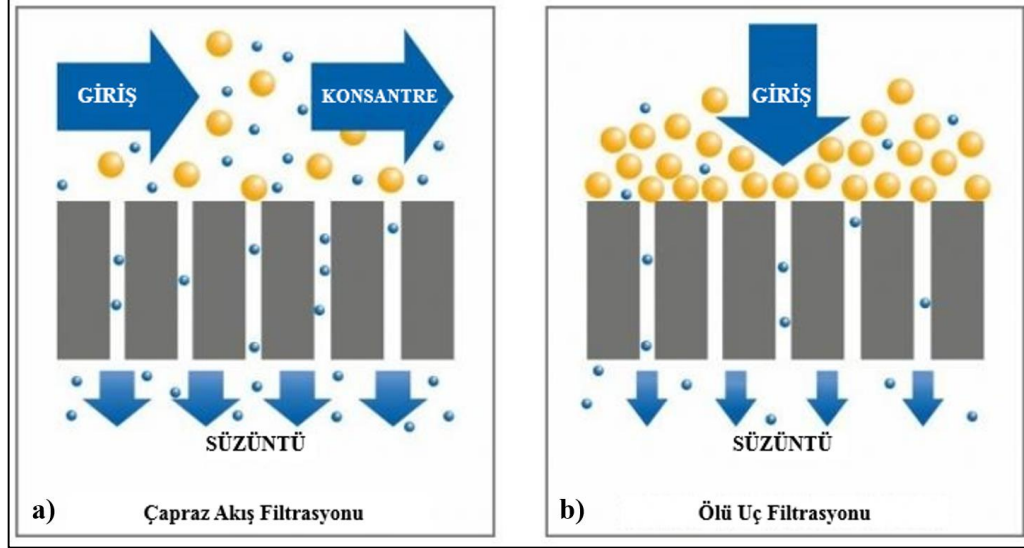 GİRİŞ
KONSANTRE
SÜZÜNTÜ
a)
Çapraz Akış Filtrasyonu
GİRİŞ
SÜZÜNTÜ
b)
Ölü Uç Filtrasyonu